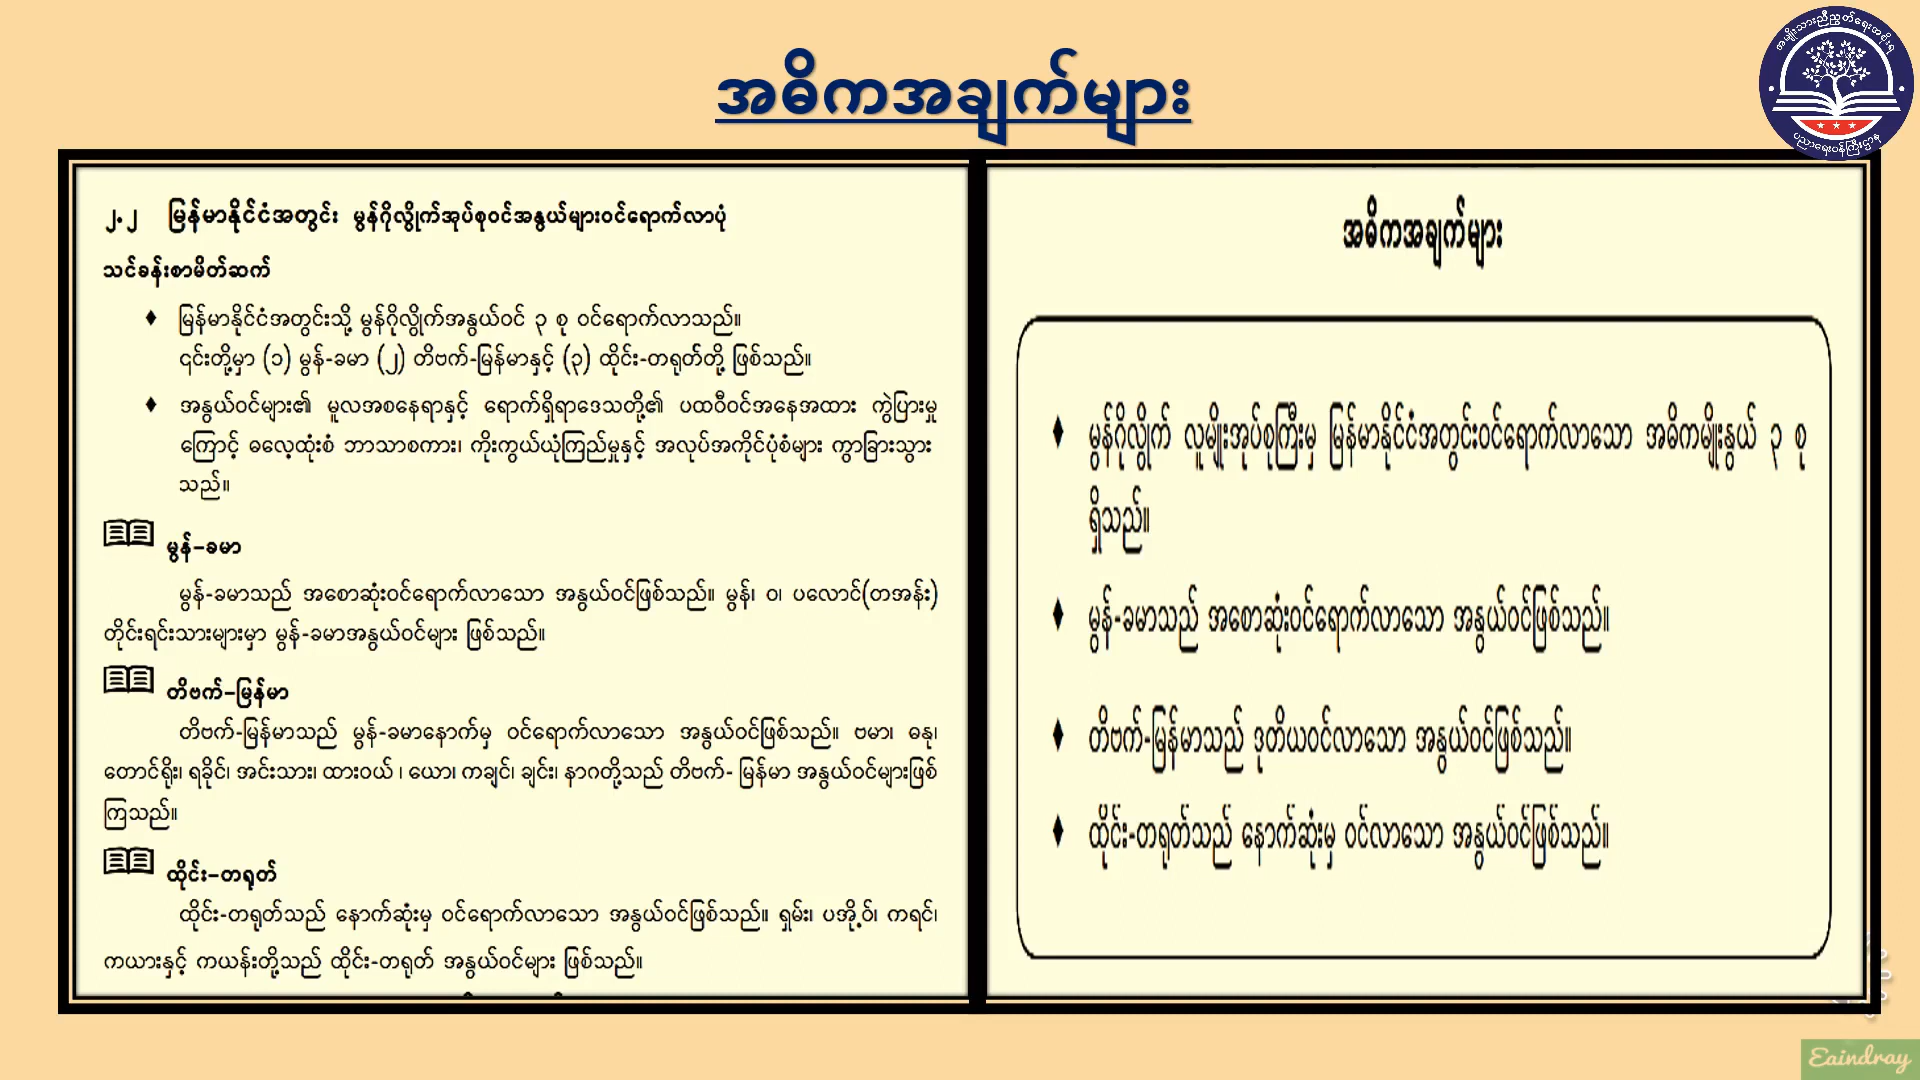 အဓိကအချက်များ
အမျိုးသားညီညွတ်ရေးအစိုးရ
ပညာရေးဝန်ကြီးဌာန
၂.၂ မြန်မာနိုင်ငံအတွင်း မွန်ဂိုလွိုက်အုပ်စုဝင်အနွယ်များဝင်ရောက်လာပုံ
သင်ခန်းစာမိတ်ဆက်
♦ မြန်မာနိုင်ငံအတွင်းသို့ မွန်ဂိုလွိုက်အနွယ်ဝင် ၃ စု ဝင်ရောက်လာသည်။
၎င်းတို့မှာ (၁) မွန်-ခမာ (၂) တိဗက်-မြန်မာနှင့် (၃) ထိုင်း-တရုတ်တို့ ဖြစ်သည်။
♦ အနွယ်ဝင်များ၏ မူလအစနေရာနှင့် ရောက်ရှိရာဒေသတို့၏ ပထဝီဝင်အနေအထား ကွဲပြားမှု
ကြောင့် ဓလေ့ထုံးစံ ဘာသာစကား၊ ကိုးကွယ်ယုံကြည်မှုနှင့် အလုပ်အကိုင်ပုံစံများ ကွာခြားသွား
သည်။
မွန်-ခမာ
မွန်-ခမာသည် အစောဆုံးဝင်ရောက်လာသော အနွယ်ဝင်ဖြစ်သည်။ မွန်၊ ဝ၊ ပလောင်(တအန်း)
တိုင်းရင်းသားများမှာ မွန်-ခမာအနွယ်ဝင်များ ဖြစ်သည်။
တိဗက်-မြန်မာ
တိဗက်-မြန်မာသည် မွန်-ခမာနောက်မှ ဝင်ရောက်လာသော အနွယ်ဝင်ဖြစ်သည်။ ဗမာ၊ ဓနု၊
တောင်ရိုး၊ ရခိုင်၊ အင်းသား၊ ထားဝယ် ၊ ယော၊ ကချင်၊ ချင်း၊ နာဂတို့သည် တိဗက်- မြန်မာ အနွယ်ဝင်များဖြစ်
ကြသည်။
ထိုင်း-တရုတ်
ထိုင်း-တရုတ်သည် နောက်ဆုံးမှ ဝင်ရောက်လာသော အနွယ်ဝင်ဖြစ်သည်။ ရှမ်း၊ ပအို့ဝ်၊ ကရင်၊
ကယားနှင့် ကယန်းတို့သည် ထိုင်း-တရုတ် အနွယ်ဝင်များ ဖြစ်သည်။
အဓိကအချက်များ
♦ မွန်ဂိုလွိုက် လူမျိုးအုပ်စုကြီးမှ မြန်မာနိုင်ငံအတွင်းဝင်ရောက်လာသော အဓိကမျိုးနွယ် ၃ စု
ရှိသည်။
♦ မွန်-ခမာသည် အစောဆုံးဝင်ရောက်လာသော အနွယ်ဝင်ဖြစ်သည်။
♦ တိဗက်-မြန်မာသည် ဒုတိယဝင်လာသော အနွယ်ဝင်ဖြစ်သည်။
♦ ထိုင်း-တရုတ်သည် နောက်ဆုံးမှ ဝင်လာသော အနွယ်ဝင်ဖြစ်သည်။
Eaindray